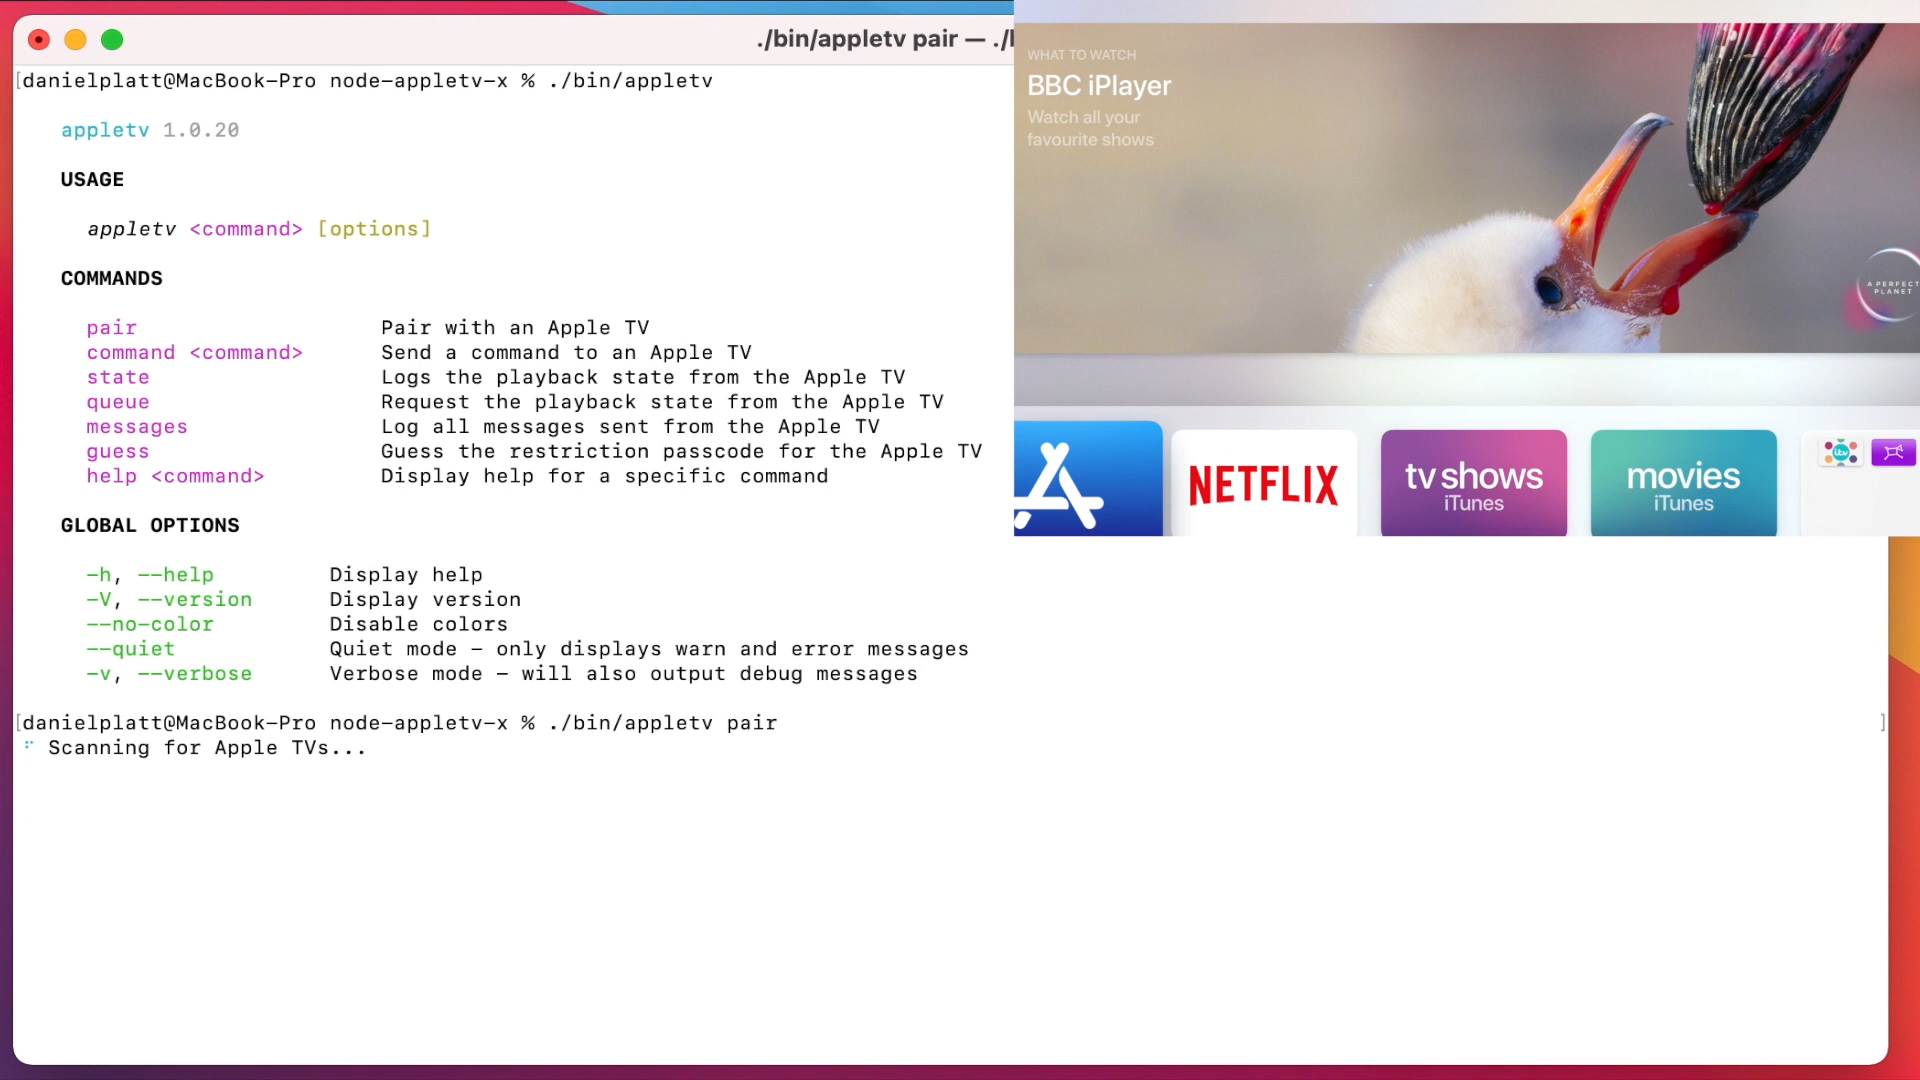 ./bin/appletv pair — ./
[danielplatt@MacBook-Pro node-appletv-x % ./bin/appletv
appletv 1.0.20
USAGE
appletv <command> [options]
COMMANDS
pair Pair with an Apple TV
command <command> Send a command to an Apple TV
state Logs the playback state from the Apple TV
queue Request the playback state from the Apple TV
messages Log all messages sent from the Apple TV
guess Guess the restriction passcode for the Apple TV
help <command> Display help for a specific command
GLOBAL OPTIONS
-h, --help Display help
-V, --version Display version
--no-color Disable colors
--quiet Quiet mode - only displays warn and error messages
-v, --verbose Verbose mode - will also output debug messages
[danielplatt@MacBook-Pro node-appletv-x % ./bin/appletv pair ]
Scanning for Apple TVs...
WHAT TO WATCH
BBC iPlayer
Watch all your
favourite shows
A PERFECT
PLANET
NETFLIX
tv shows
iTunes
movies
iTunes
itv